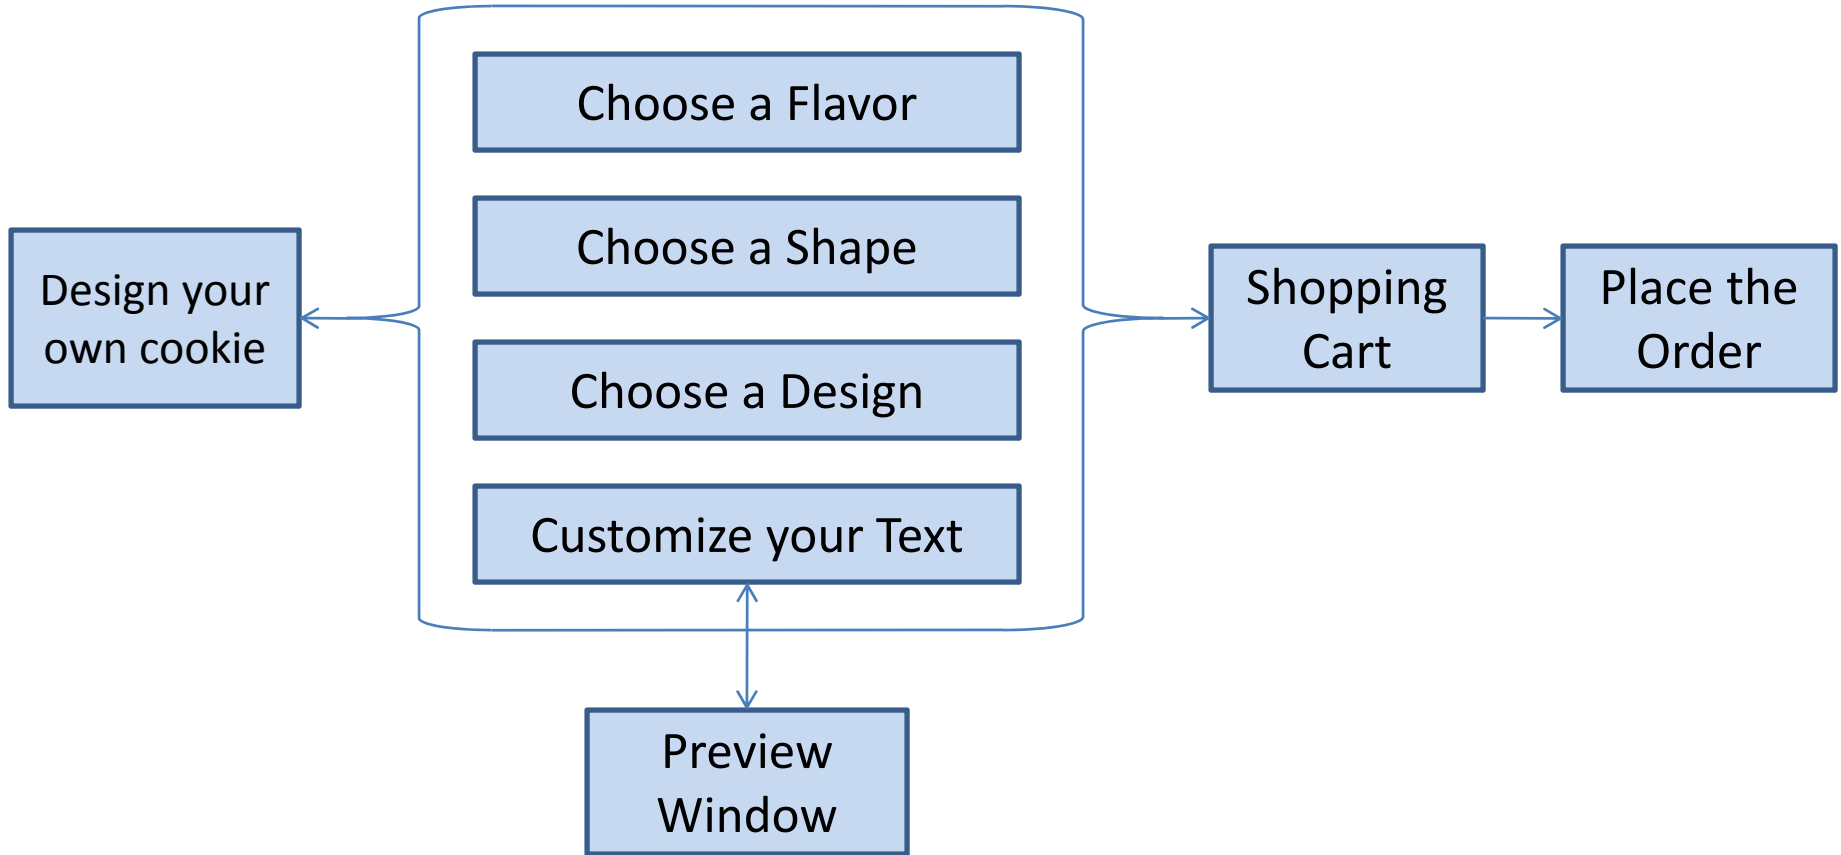 Design your
own cookie
Choose a Flavor
Choose a Shape
Choose a Design
Customize your Text
Preview
Window
Shopping
Cart
Place the
Order